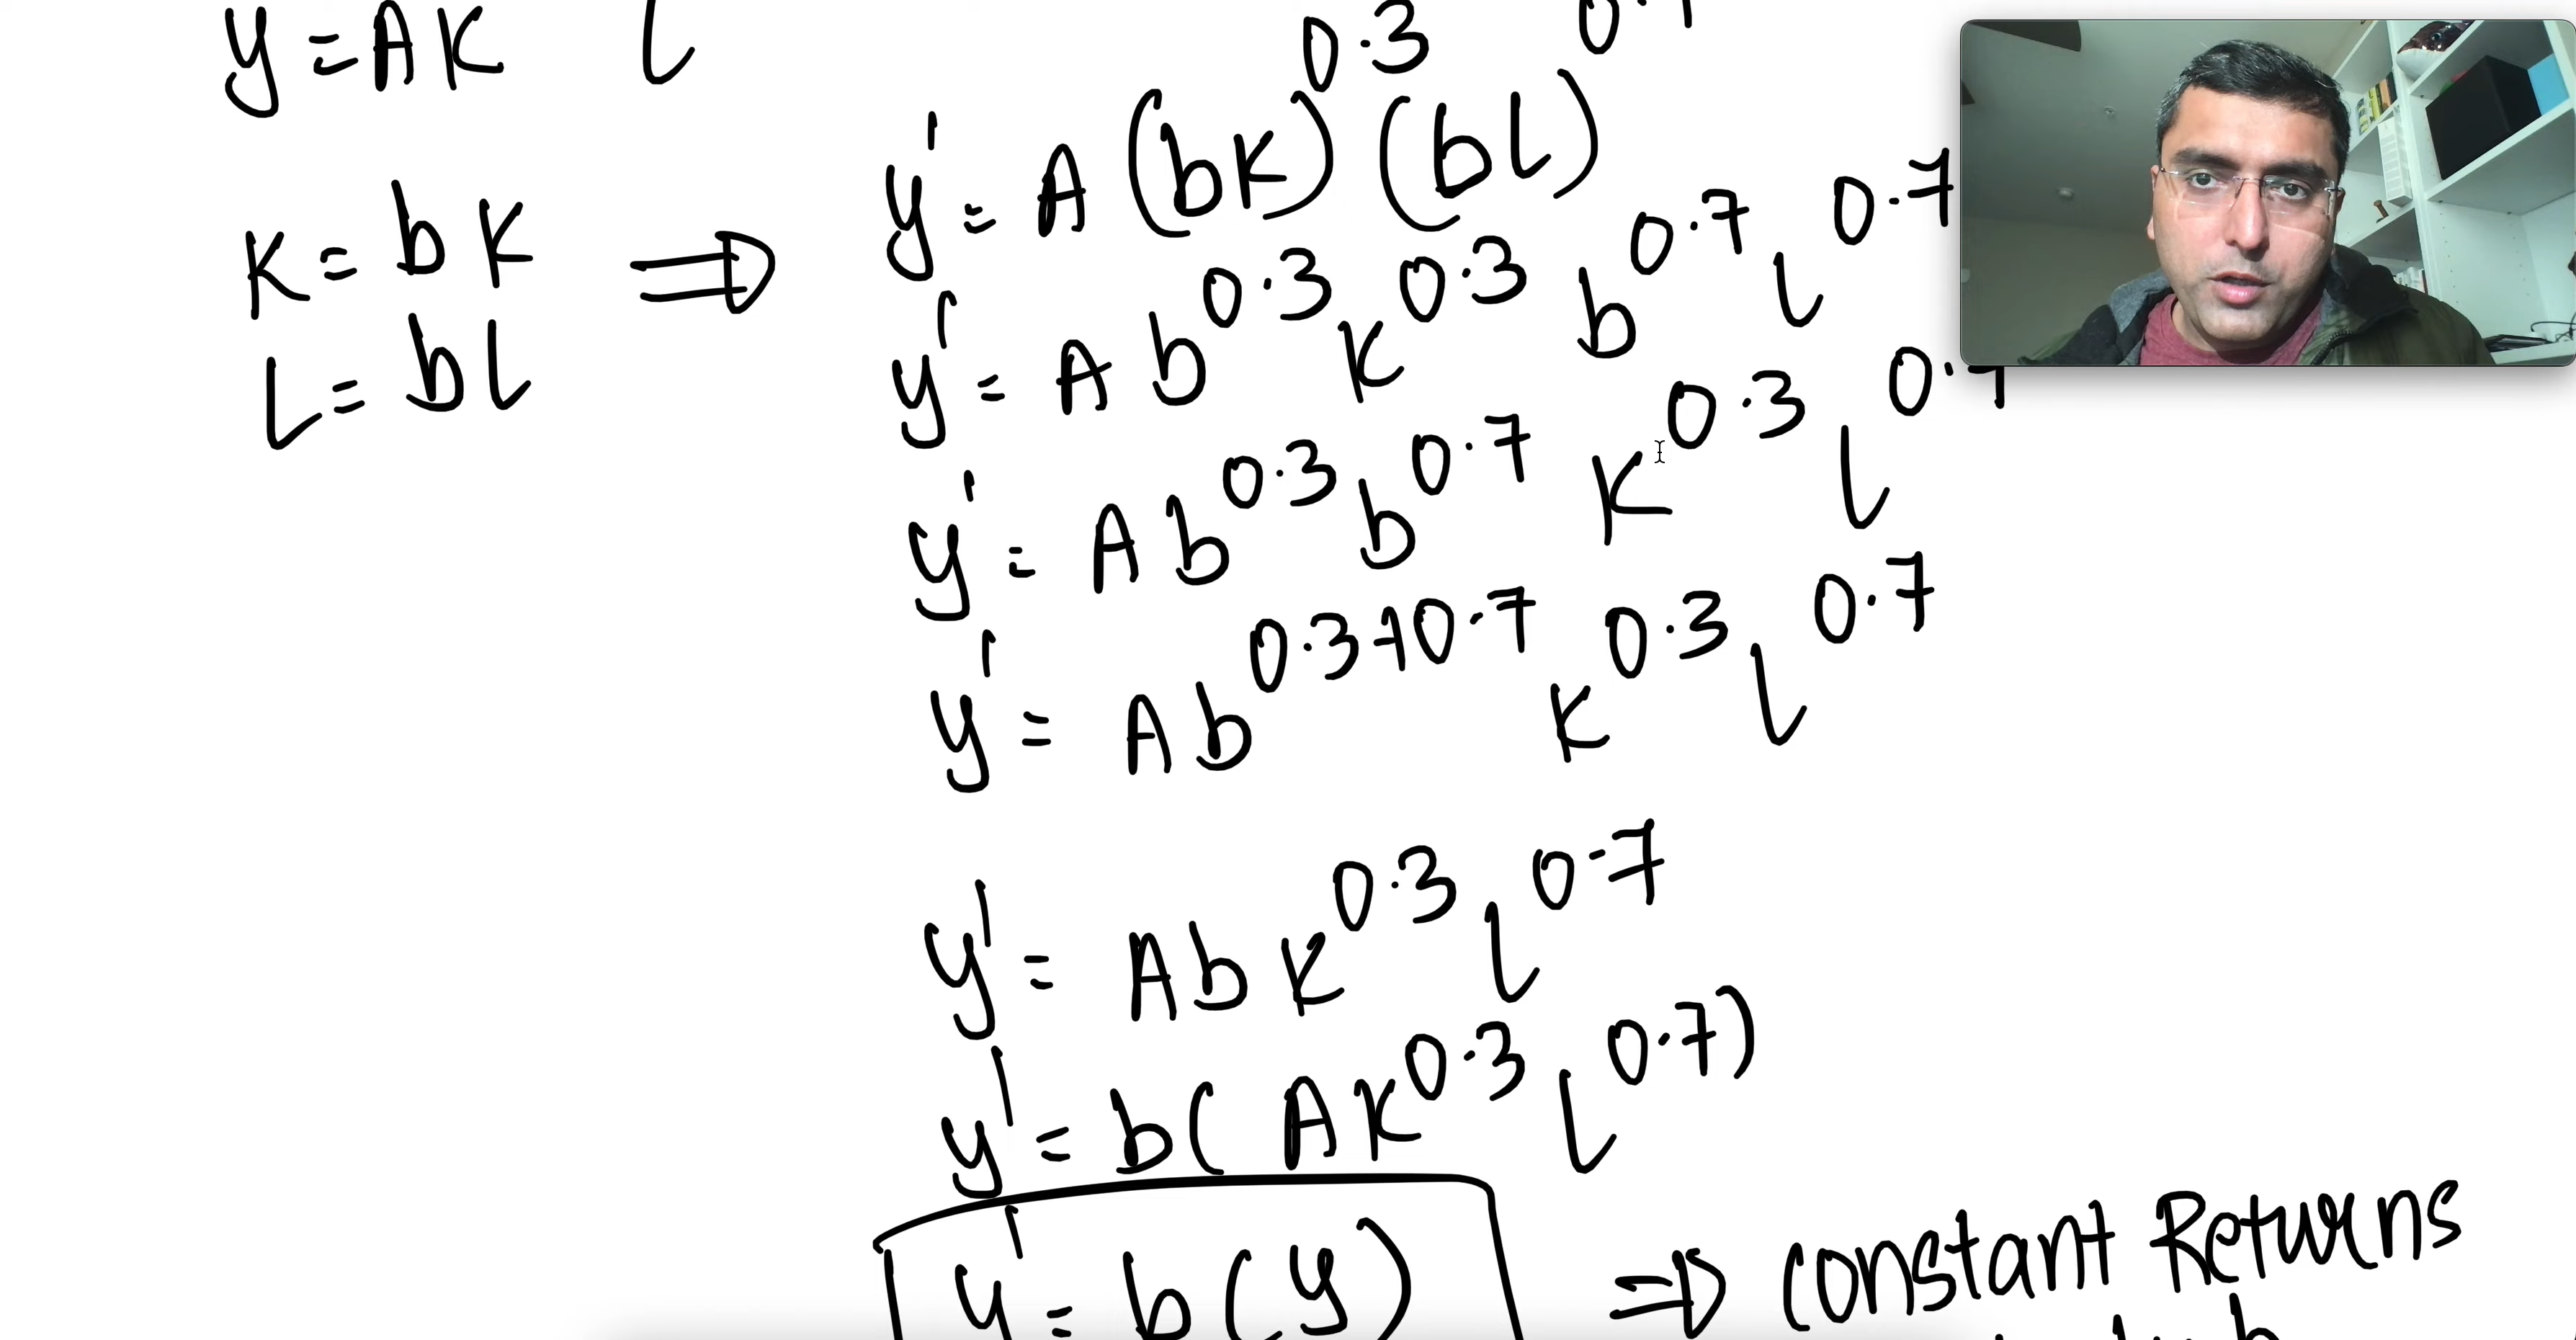 y = AK L
0.3
y' = A (bK) (bL)
K = bK ⇒
L = bL
y' = A b^0.3 K^0.3 b^0.7 L^0.7
y' = A b^0.3 b^0.7 K^0.3 L^0.7
y' = A b^0.3+0.7 K^0.3 L^0.7
y' = A b K^0.3 L^0.7
y' = b( A K^0.3 L^0.7)
y' = b(y) ⇒ constant Returns